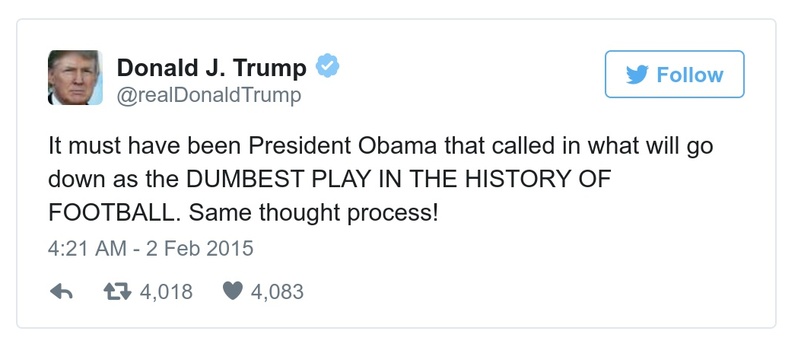 Donald J. Trump
Follow
@realDonaldTrump
It must have been President Obama that called in what will go
down as the DUMBEST PLAY IN THE HISTORY OF
FOOTBALL. Same thought process!
4:21 AM - 2 Feb 2015
4,018 4,083